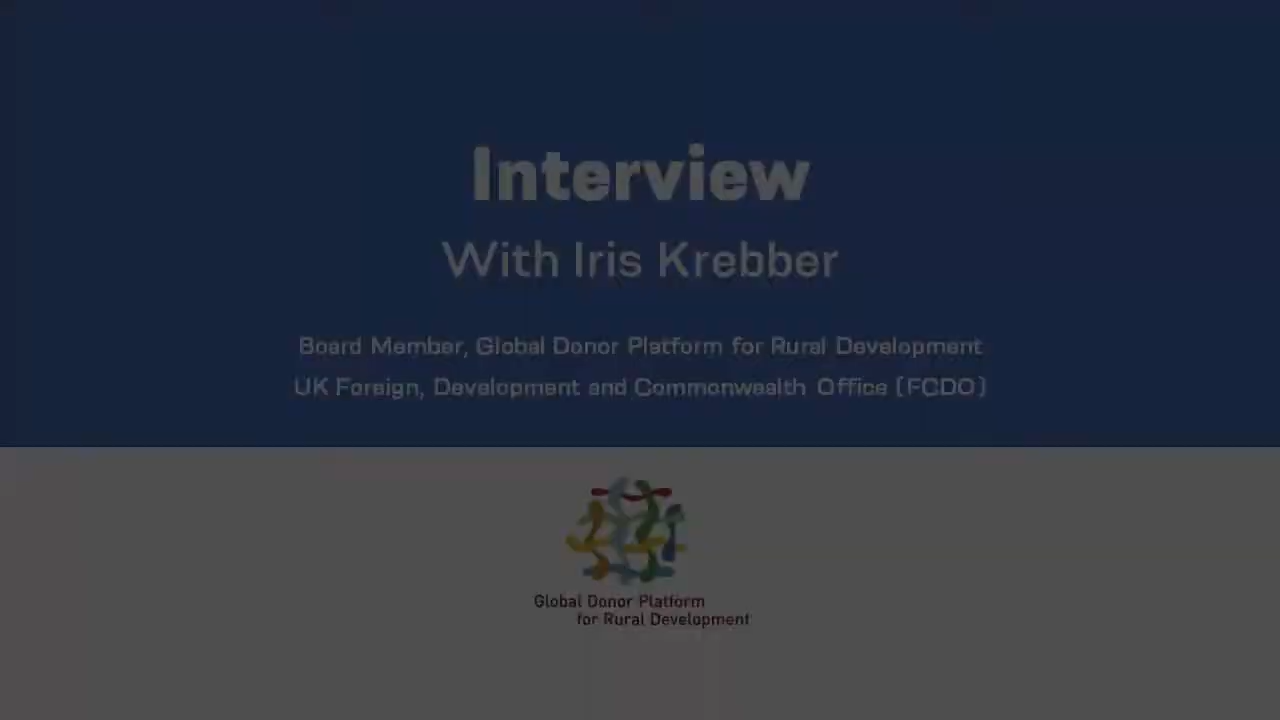 Interview
With Iris Krebber
Board Member, Global Donor Platform for Rural Development
UK Foreign, Development and Commonwealth Office (FCDO)
Global Donor Platform
for Rural Development